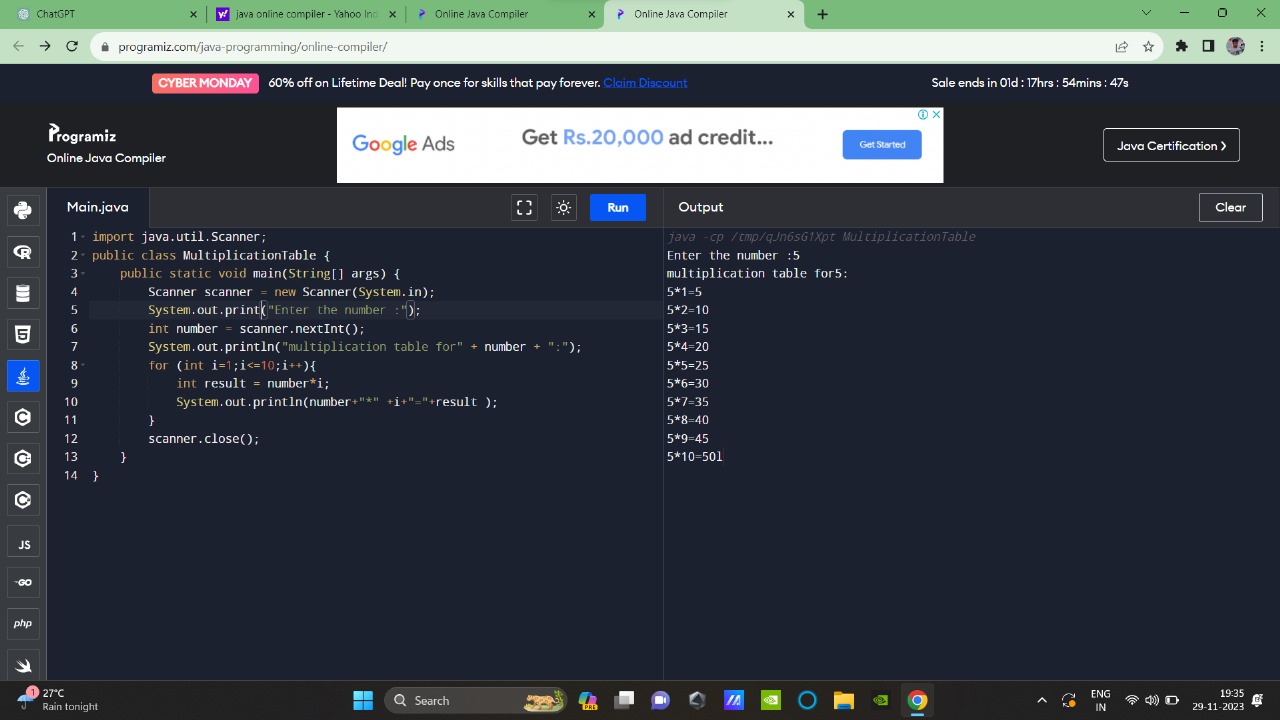 ChatGPT
java online compiler - Yahoo Ind
Online Java Compiler
Online Java Compiler
programiz.com/java-programming/online-compiler/
CYBER MONDAY 60% off on Lifetime Deal! Pay once for skills that pay forever. Claim Discount
Sale ends in 01d : 17hrs : 54mins : 47s
Programiz
Online Java Compiler
Google Ads
Get Rs.20,000 ad credit...
Get Started
Java Certification >
Main.java
Run
Output
Clear
1 import java.util.Scanner;
2 public class MultiplicationTable {
3 public static void main(String[] args) {
4 Scanner scanner = new Scanner(System.in);
5 System.out.print("Enter the number :");
6 int number = scanner.nextInt();
7 System.out.println("multiplication table for" + number + ":");
8 for (int i=1;i<=10;i++){
9 int result = number*i;
10 System.out.println(number+"*" +i+"="+result );
11 }
12 scanner.close();
13 }
14 }
java -cp /tmp/qJn6sG1Xpt MultiplicationTable
Enter the number :5
multiplication table for5:
5*1=5
5*2=10
5*3=15
5*4=20
5*5=25
5*6=30
5*7=35
5*8=40
5*9=45
5*10=50l
JS
GO
php
1
27°C
Rain tonight
Search
PRE
ENG
IN
19:35
29-11-2023